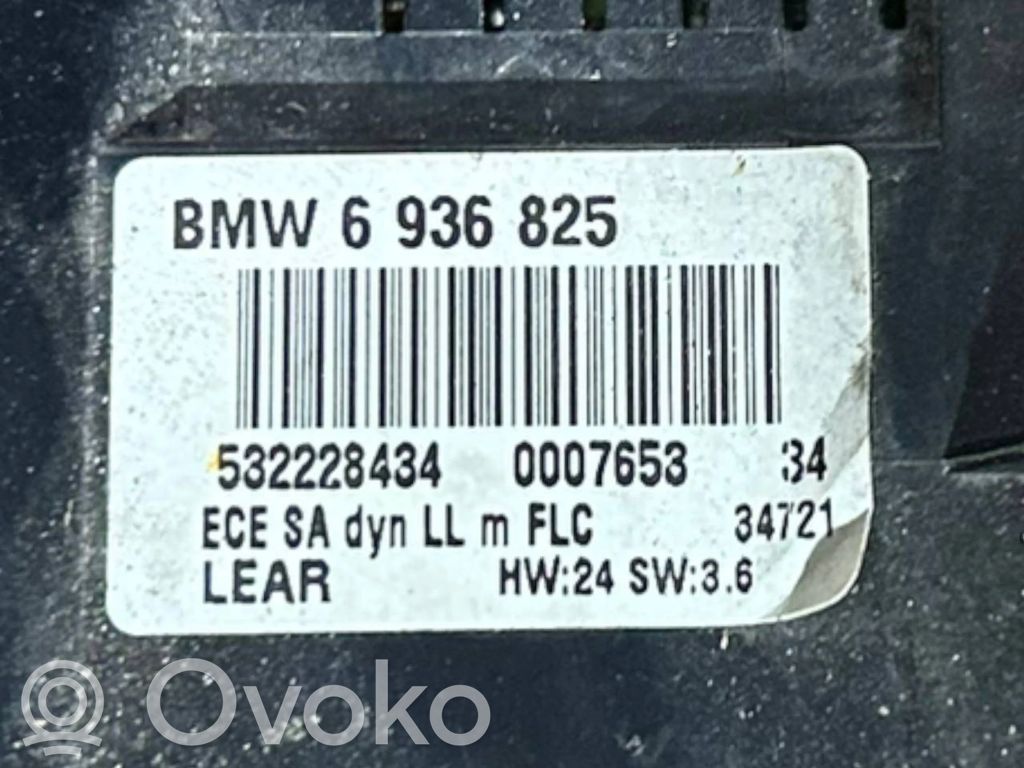 BMW 6 936 825
532228434 0007653 34
ECE SA dyn LL m FLC 34721
LEAR HW:24 SW:3.6
Ovoko